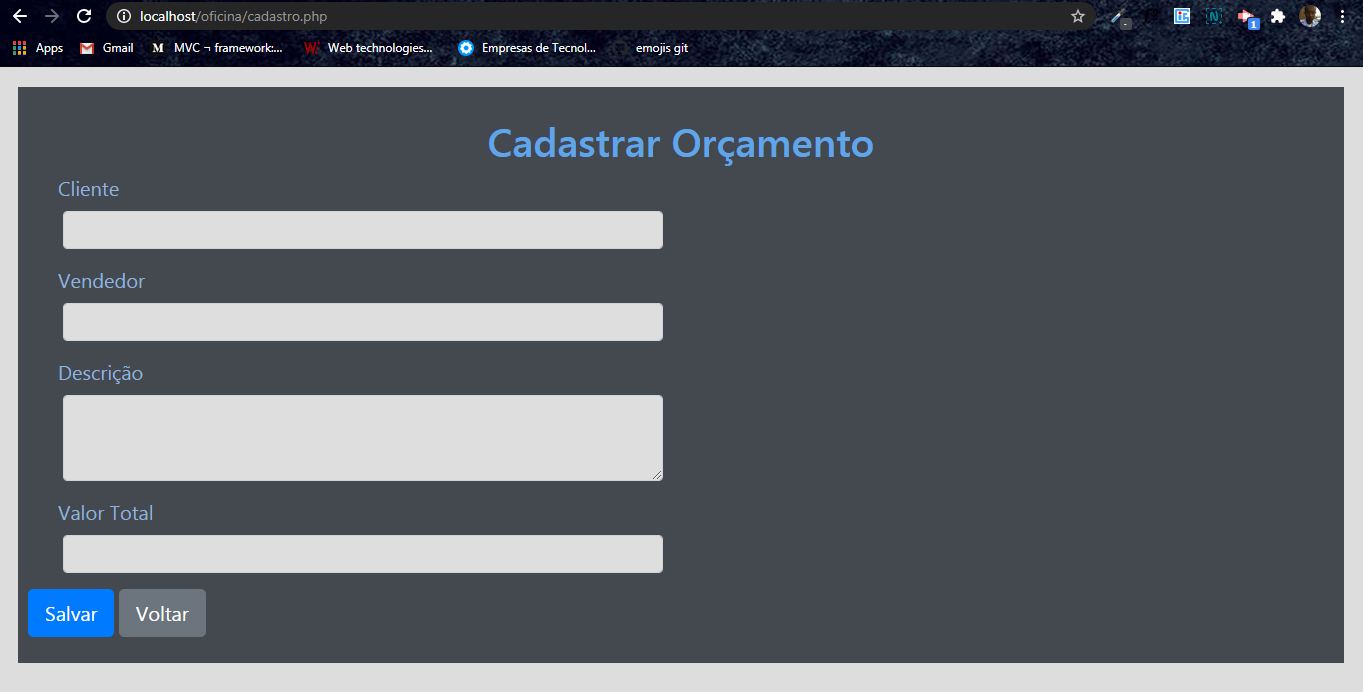 localhost/oficina/cadastro.php
Apps Gmail M MVC ¬ framework:... W Web technologies... Empresas de Tecnol... emojis git
Cadastrar Orçamento
Cliente
Vendedor
Descrição
Valor Total
Salvar Voltar